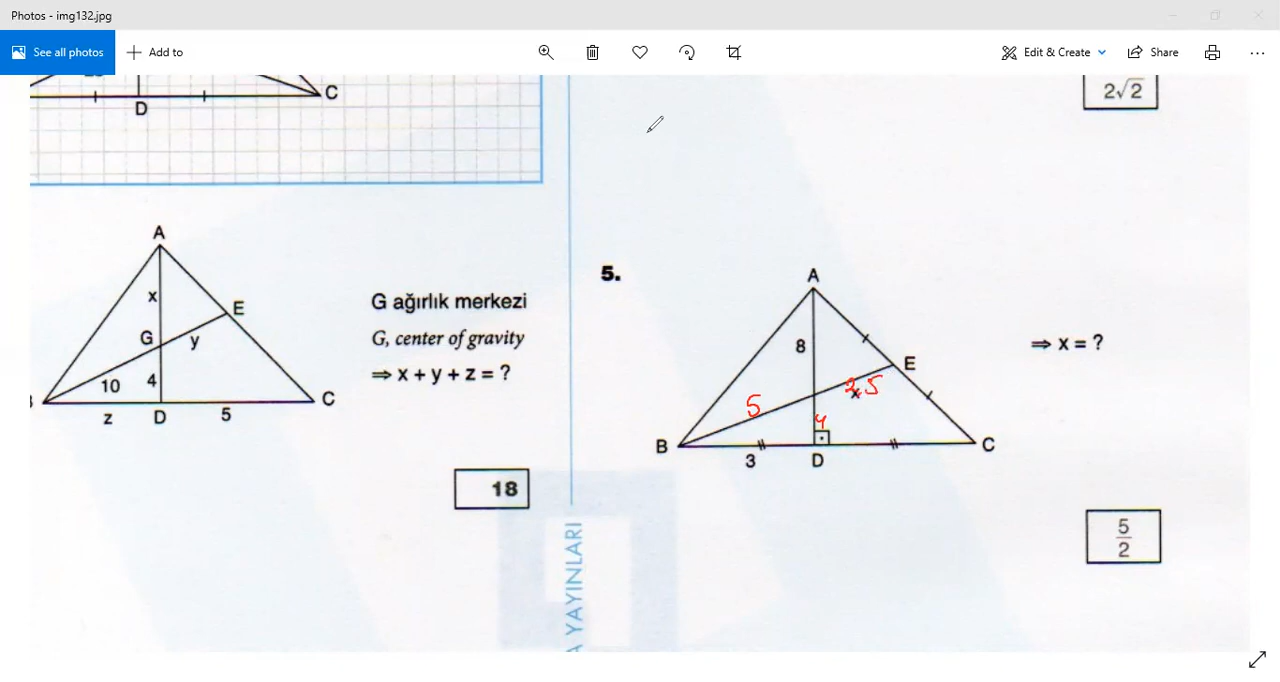 Photos - img132.jpg
See all photos
Add to
Edit & Create
Share
C
D
2√2
A
x
E
G
y
10
4
C
z
D
5
G ağırlık merkezi
G, center of gravity
⇒ x + y + z = ?
18
5.
A
8
E
2,5
x
5
4
B
3
D
C
⇒ x = ?
5/2
YAYINLARI